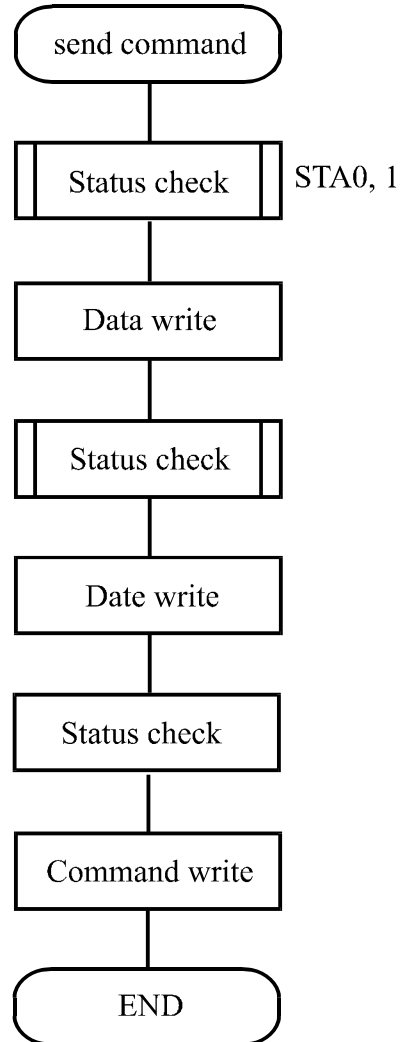 send command
Status check
STA0, 1
Data write
Status check
Date write
Status check
Command write
END